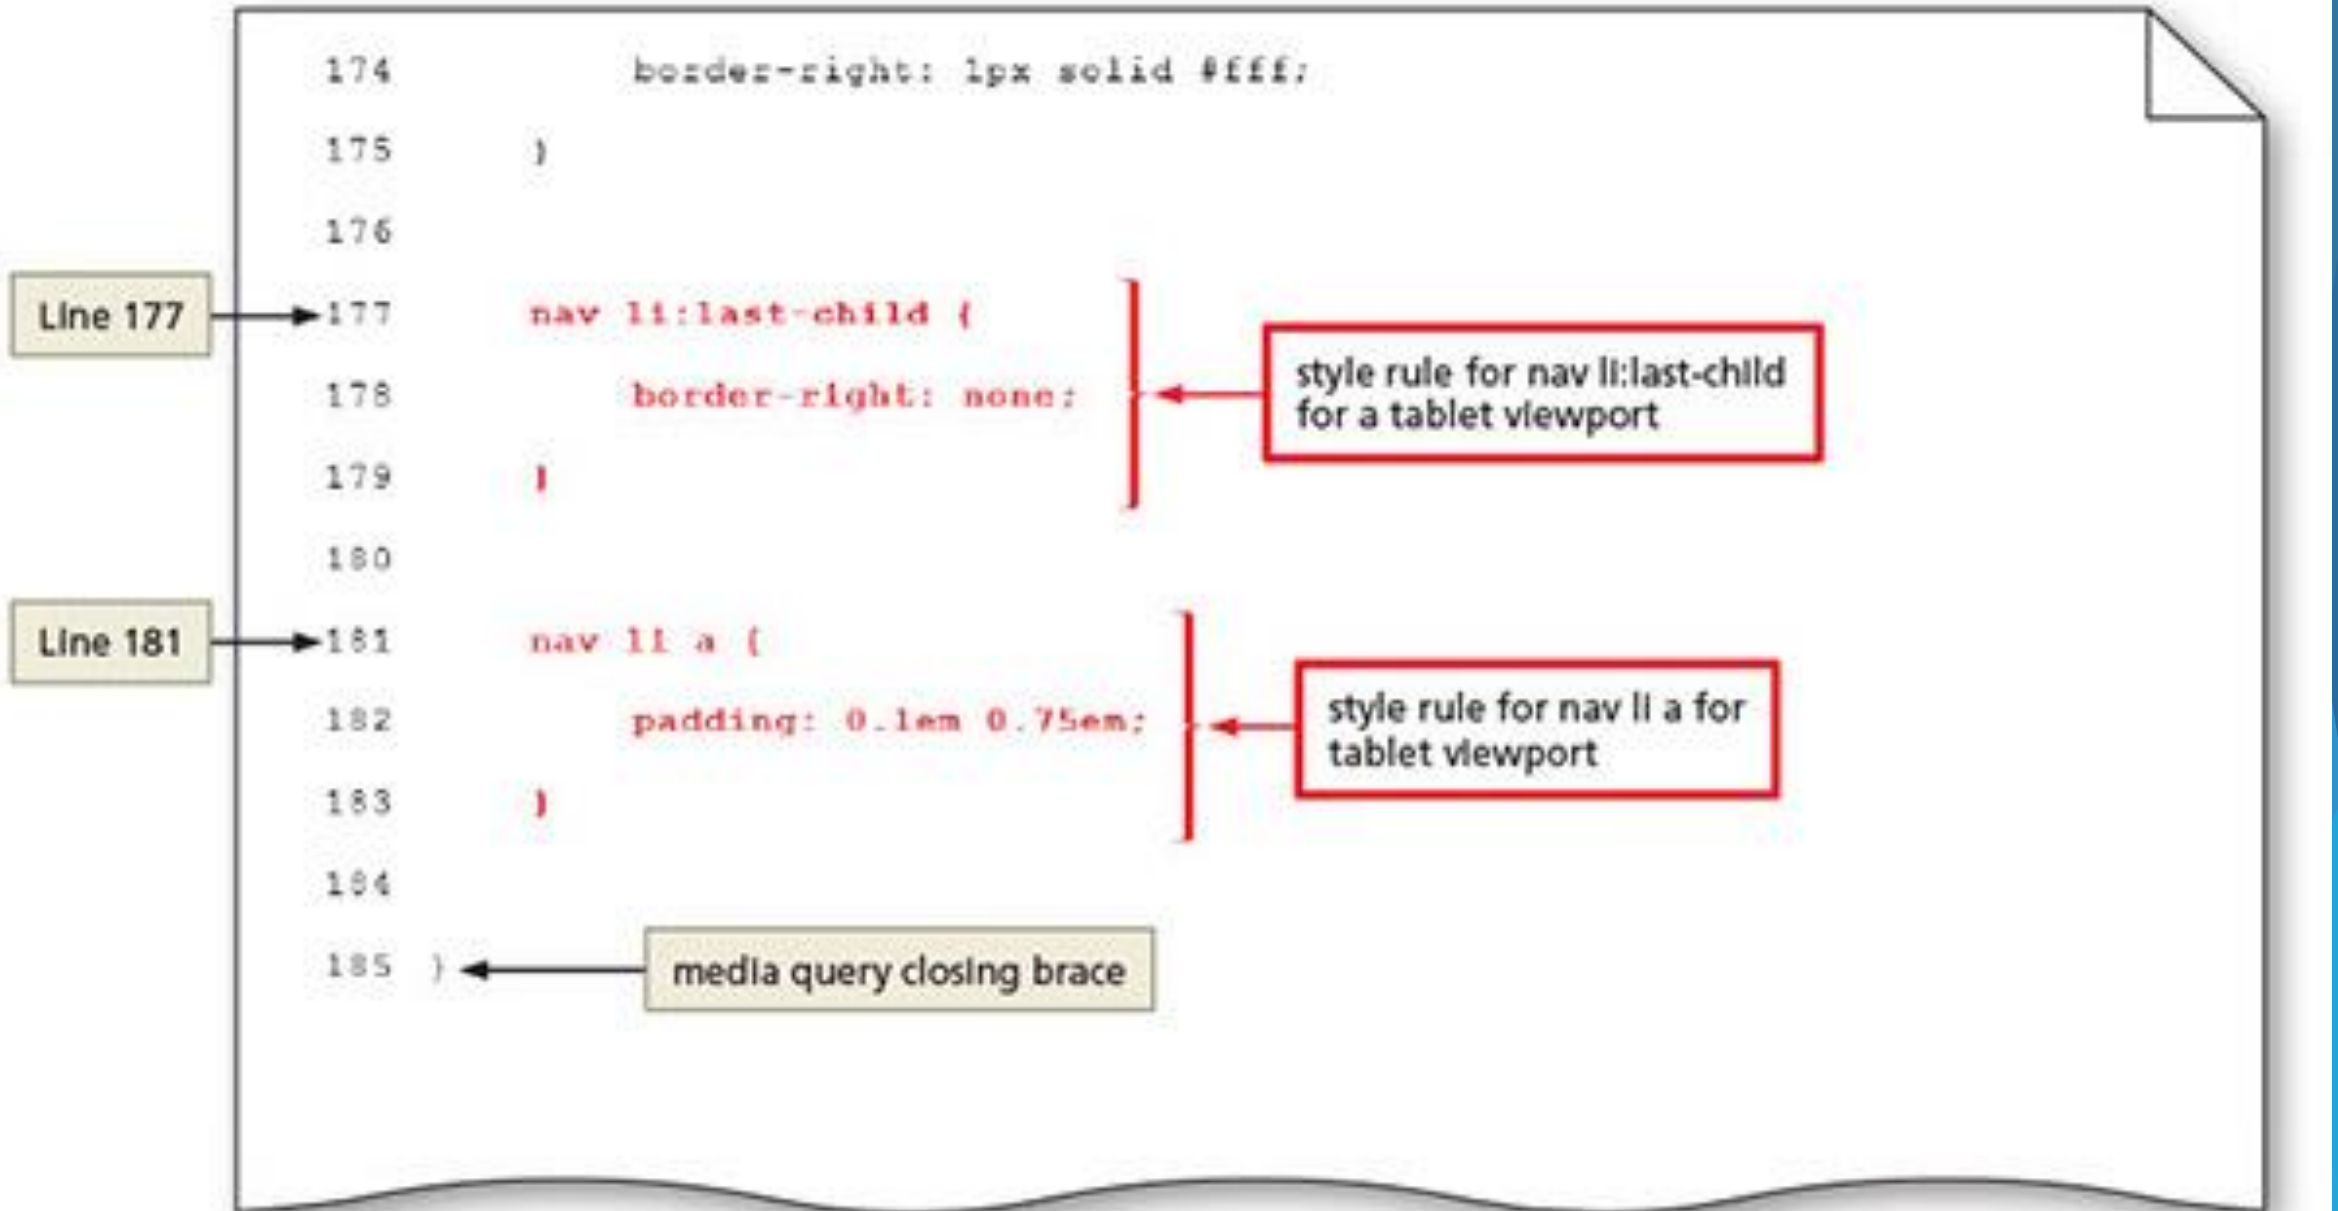 174 border-right: 1px solid #fff;
175 }
176
Line 177
177 nav li:last-child {
178 border-right: none;
179 }
style rule for nav li:last-child
for a tablet viewport
180
Line 181
181 nav li a {
182 padding: 0.1em 0.75em;
183 }
style rule for nav li a for
tablet viewport
184
185 }
media query closing brace